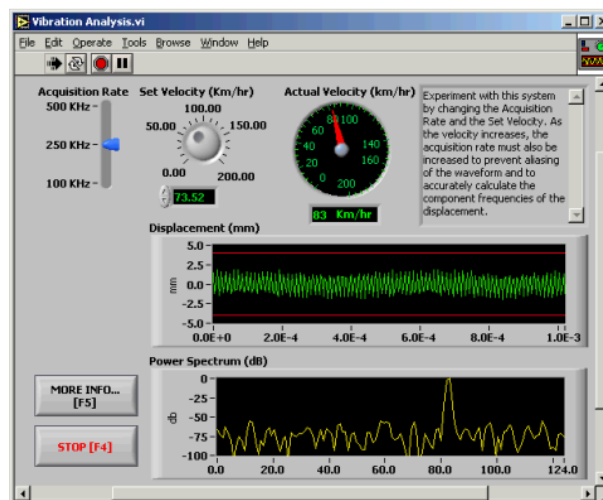 Vibration Analysis.vi
File Edit Operate Tools Browse Window Help
Acquisition Rate
500 KHz
250 KHz
100 KHz
Set Velocity (Km/hr)
100.00
50.00 150.00
0.00 200.00
73.52
Actual Velocity (km/hr)
80 100
60
40 140
20 160
0 200
83 Km/hr
Experiment with this system
by changing the Acquisition
Rate and the Set Velocity. As
the velocity increases, the
acquisition rate must also be
increased to prevent aliasing
of the waveform and to
accurately calculate the
component frequencies of the
displacement.
Displacement (mm)
5.0
2.5
0.0
-2.5
-5.0
mm
0.0E+0 2.0E-4 4.0E-4 6.0E-4 8.0E-4 1.0E-3
Power Spectrum (dB)
0
-25
-50
-75
-100
db
0.0 20.0 40.0 60.0 80.0 100.0 124.0
MORE INFO...
[F5]
STOP [F4]